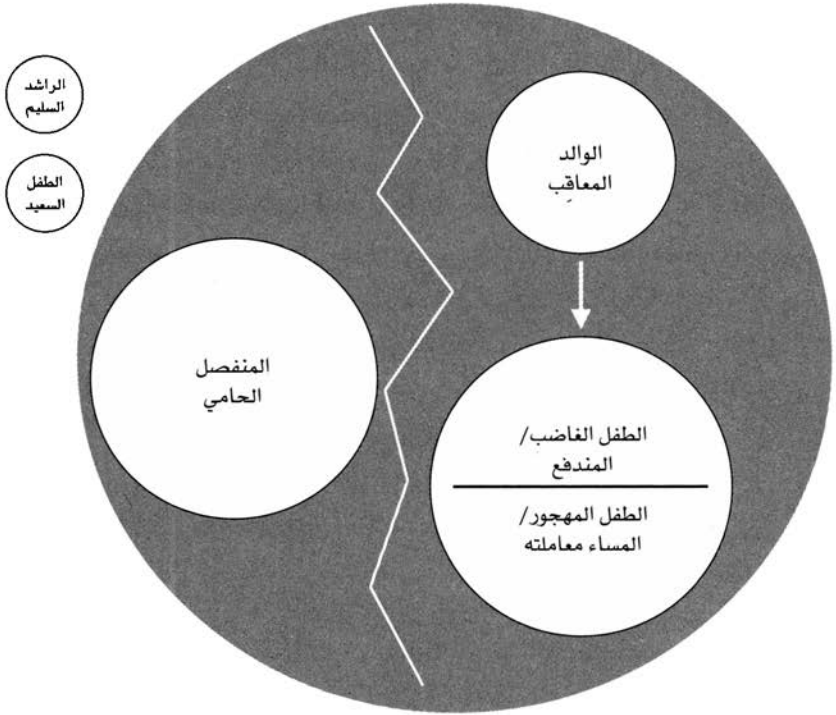 الراشد
السليم
الطفل
السعيد
الوالد
المعاقِب
المنفصل
الحامي
الطفل الغاضب/
المندفع
الطفل المهجور/
المساء معاملته